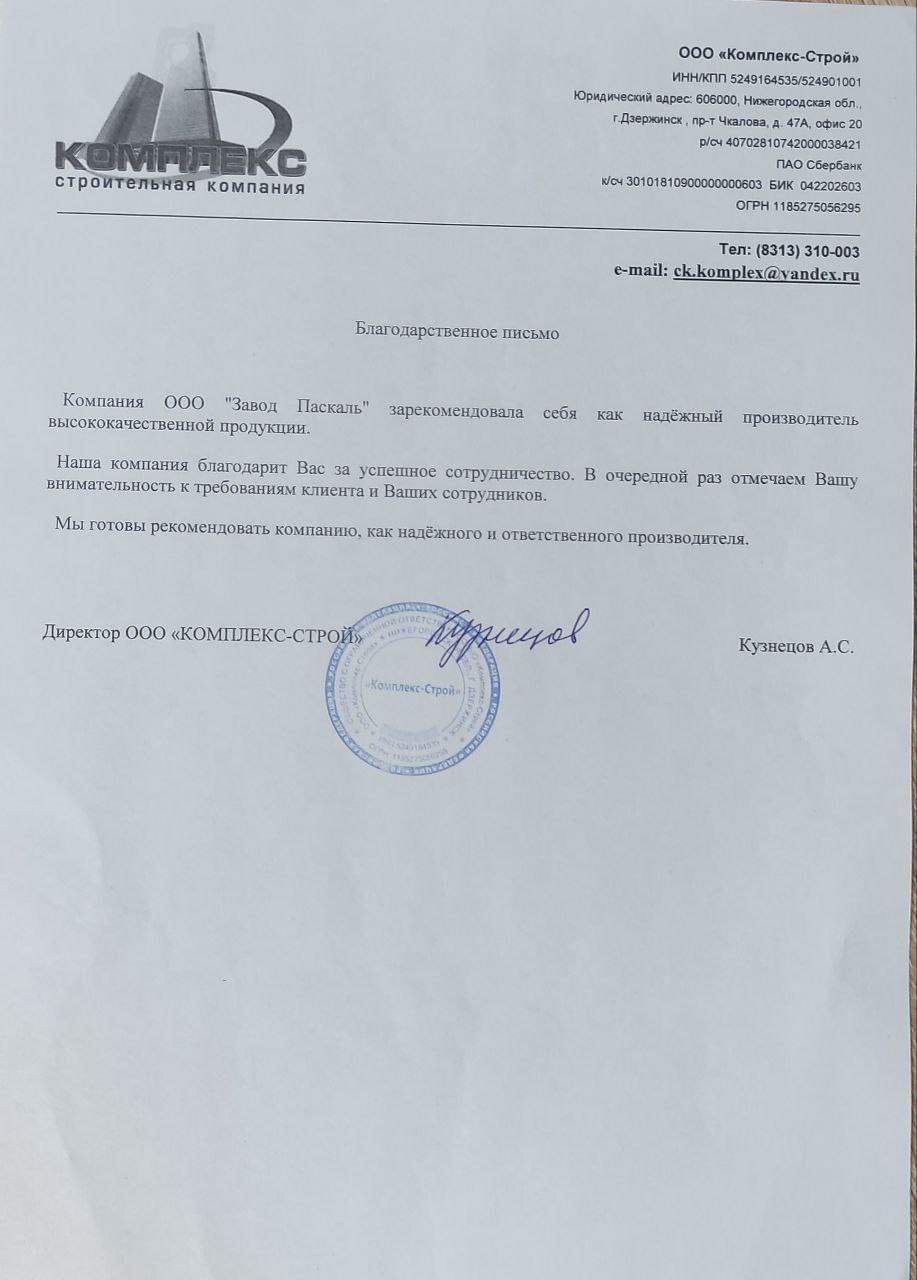 КОМПЛЕКС
строительная компания
ООО «Комплекс-Строй»
ИНН/КПП 5249164535/524901001
Юридический адрес: 606000, Нижегородская обл.,
г.Дзержинск , пр-т Чкалова, д. 47А, офис 20
р/сч 40702810742000038421
ПАО Сбербанк
к/сч 30101810900000000603 БИК 042202603
ОГРН 1185275056295
Тел: (8313) 310-003
e-mail: ck.komplex@yandex.ru
Благодарственное письмо
Компания ООО "Завод Паскаль" зарекомендовала себя как надёжный производитель
высококачественной продукции.
Наша компания благодарит Вас за успешное сотрудничество. В очередной раз отмечаем Вашу
внимательность к требованиям клиента и Ваших сотрудников.
Мы готовы рекомендовать компанию, как надёжного и ответственного производителя.
Директор ООО «КОМПЛЕКС-СТРОЙ»
Кузнецов
Кузнецов А.С.
«Комплекс-Строй»
ИНН 5249164535
ОГРН 1185275056295